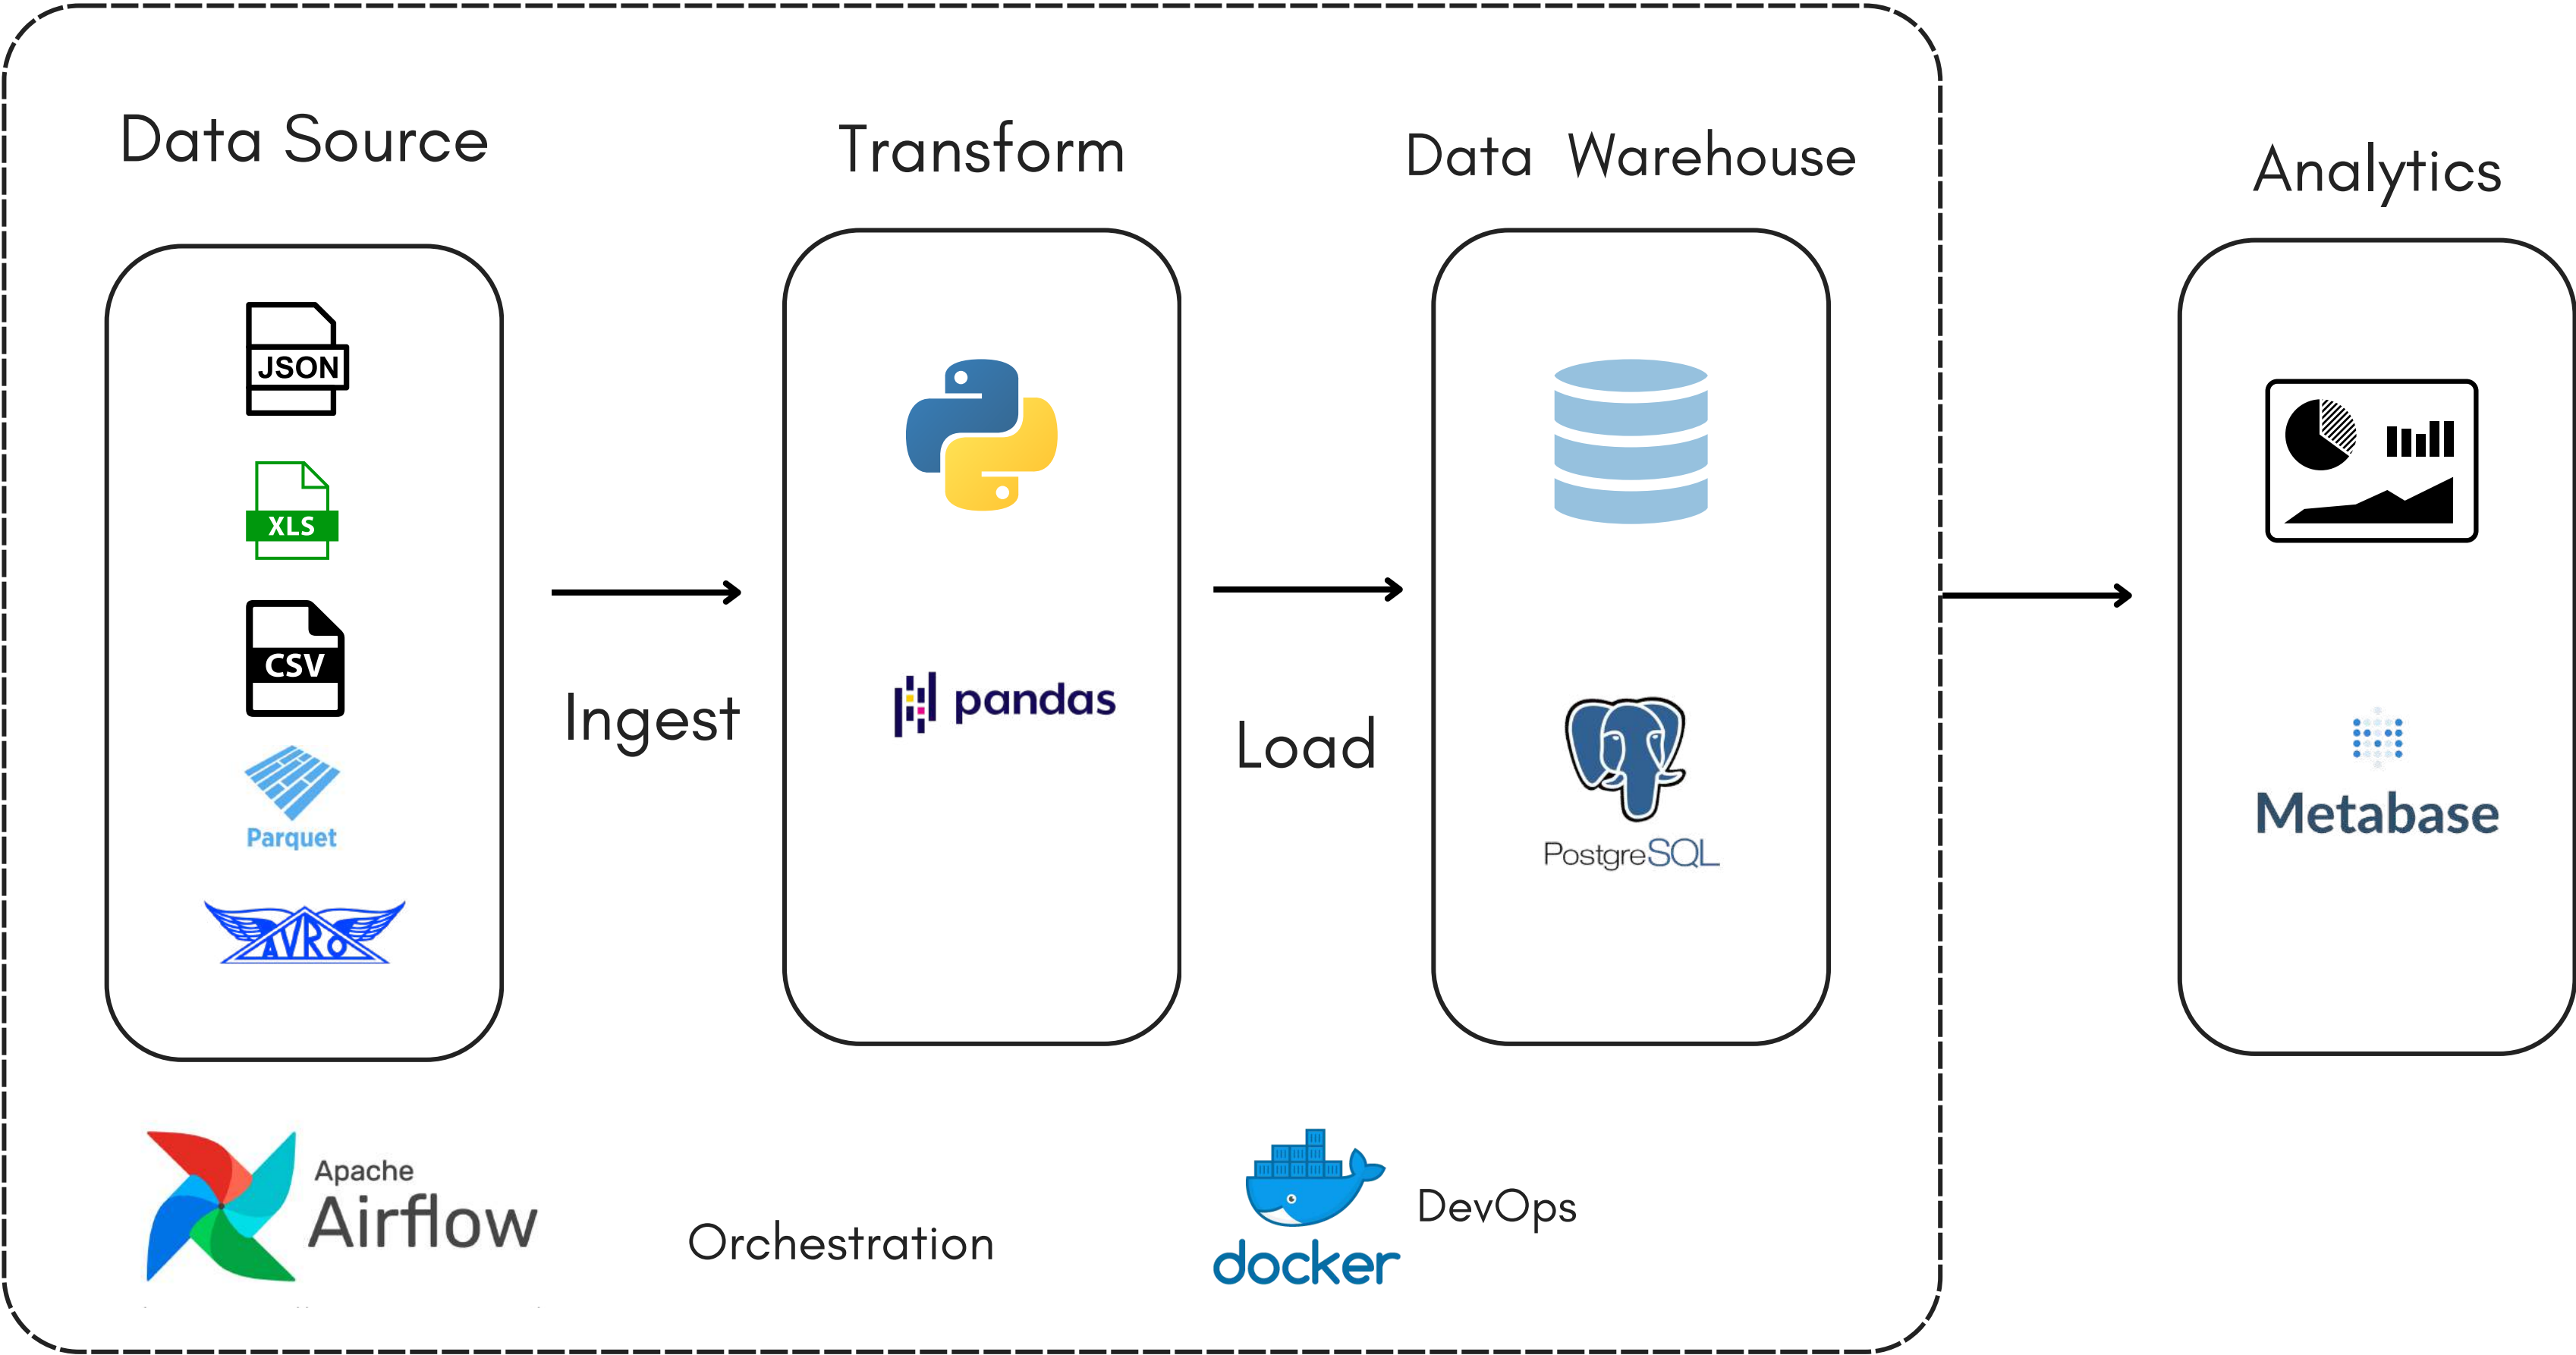 Data Source
Transform
Data Warehouse
Analytics
JSON
XLS
CSV
Parquet
AVRO
Ingest
pandas
Load
PostgreSQL
Metabase
Apache
Airflow
Orchestration
docker
DevOps